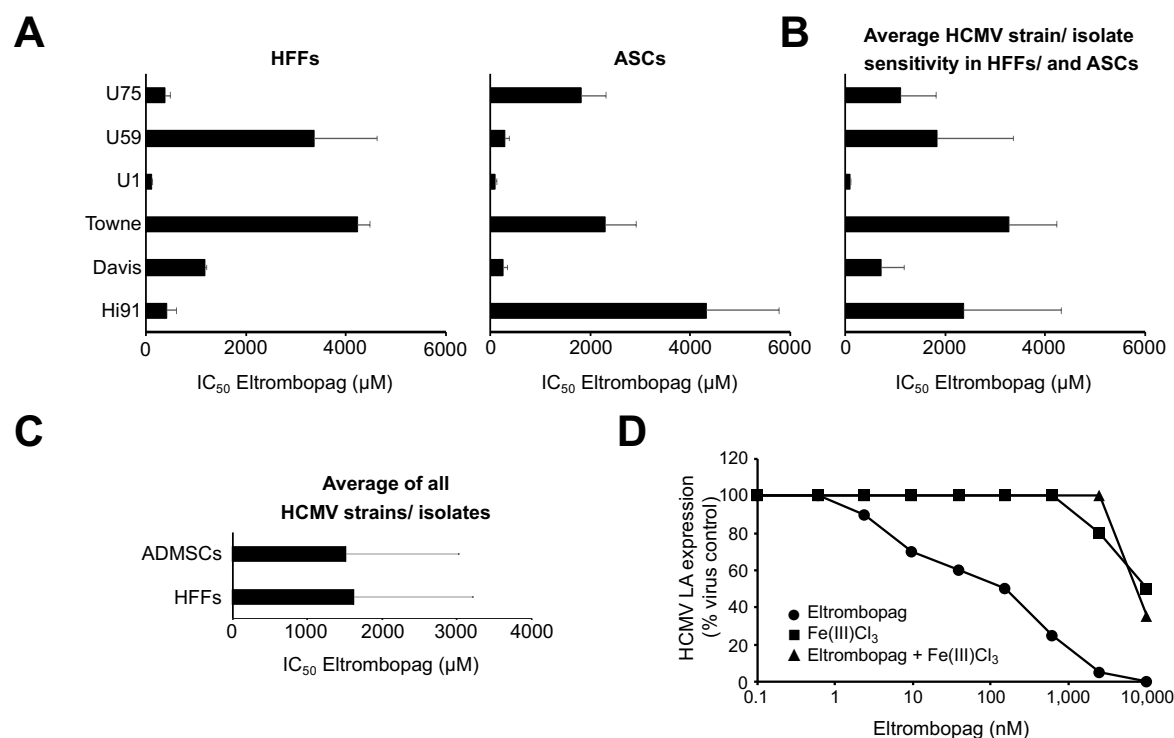 A
HFFs
ASCs
U75
U59
U1
Towne
Davis
Hi91
0 2000 4000 6000
IC₅₀ Eltrombopag (µM)
0 2000 4000 6000
IC₅₀ Eltrombopag (µM)
B
Average HCMV strain/ isolate
sensitivity in HFFs/ and ASCs
0 2000 4000 6000
IC₅₀ Eltrombopag (µM)
C
Average of all
HCMV strains/ isolates
ADMSCs
HFFs
0 1000 2000 3000 4000
IC₅₀ Eltrombopag (µM)
D
HCMV LA expression
(% virus control)
120
100
80
60
40
20
0
Eltrombopag
Fe(III)Cl₃
Eltrombopag + Fe(III)Cl₃
0.1 1 10 100 1,000 10,000
Eltrombopag (nM)